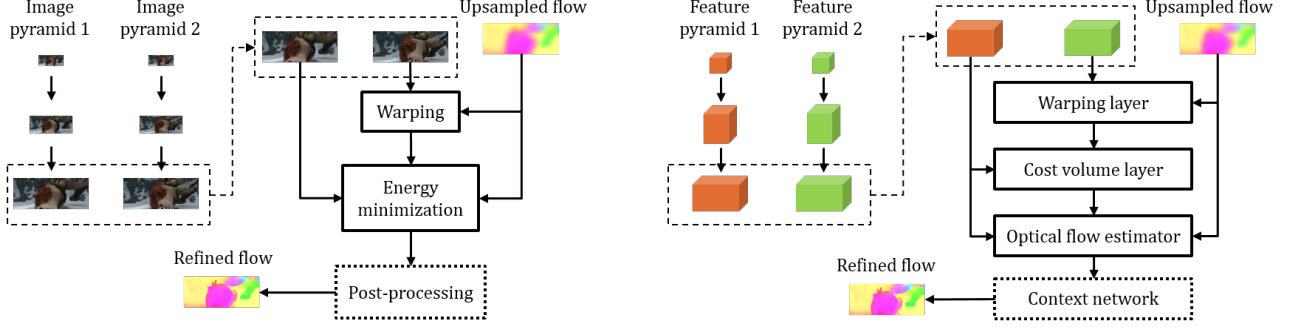 Image
pyramid 1
Image
pyramid 2
Upsampled flow
Warping
Energy
minimization
Refined flow
Post-processing
Feature
pyramid 1
Feature
pyramid 2
Upsampled flow
Warping layer
Cost volume layer
Optical flow estimator
Refined flow
Context network